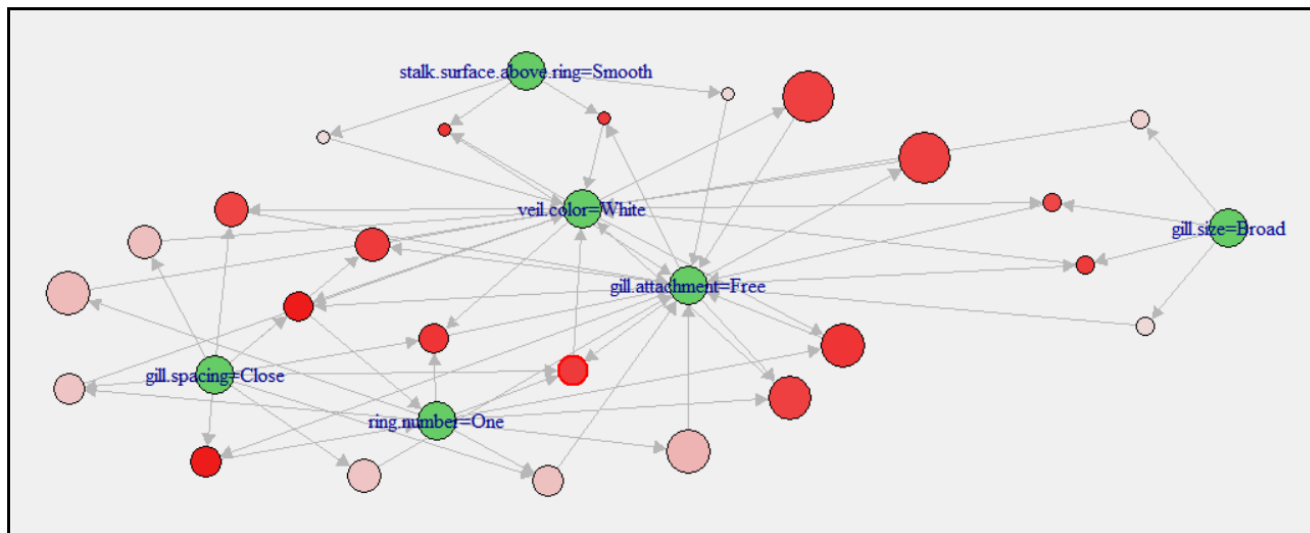 stalk.surface.above.ring=Smooth
veil.color=White
gill.size=Broad
gill.attachment=Free
gill.spacing=Close
ring.number=One